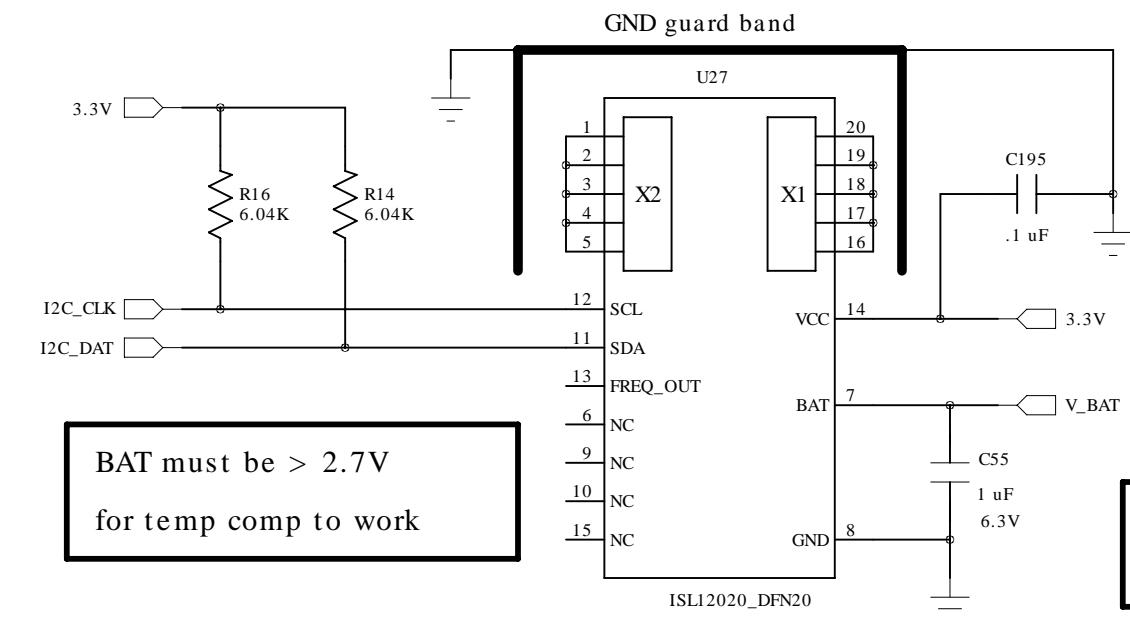 GND guard band
U27
3.3V
R16
6.04K
R14
6.04K
1
2
3
4
5
X2
X1
20
19
18
17
16
C195
.1 uF
I2C_CLK
12
SCL
I2C_DAT
11
SDA
13
FREQ_OUT
6
NC
9
NC
10
NC
15
NC
VCC
14
3.3V
BAT
7
V_BAT
C55
1 uF
6.3V
GND
8
BAT must be > 2.7V
for temp comp to work
ISL12020_DFN20